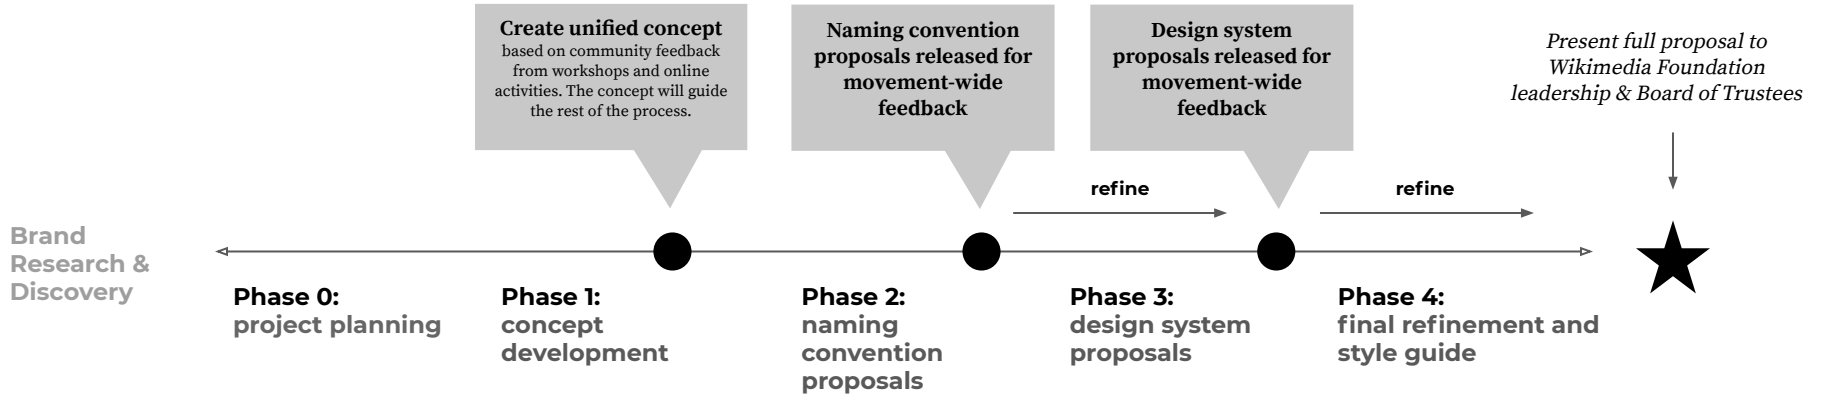 Create unified concept
based on community feedback
from workshops and online
activities. The concept will guide
the rest of the process.
Naming convention
proposals released for
movement-wide
feedback
Design system
proposals released for
movement-wide
feedback
Present full proposal to
Wikimedia Foundation
leadership & Board of Trustees
refine
refine
Brand
Research &
Discovery
Phase 0:
project planning
Phase 1:
concept
development
Phase 2:
naming
convention
proposals
Phase 3:
design system
proposals
Phase 4:
final refinement and
style guide